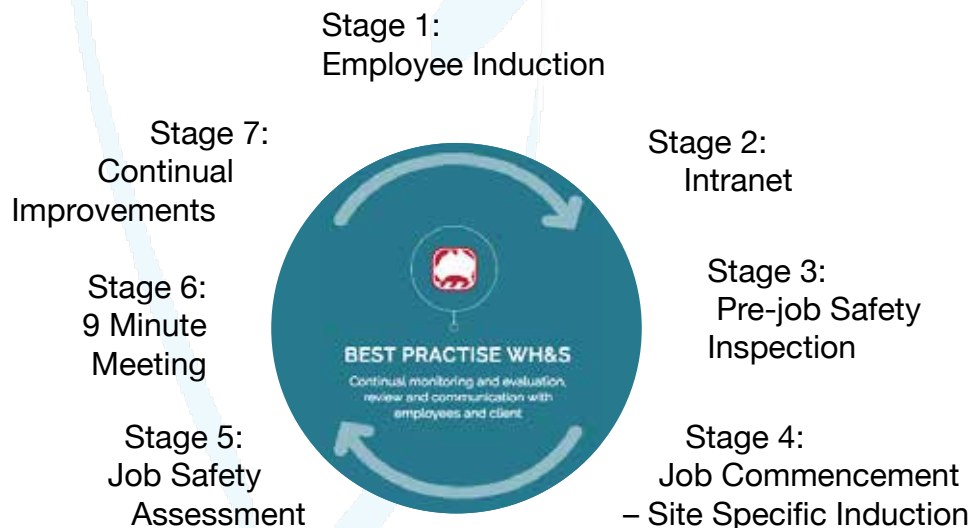 Stage 1:
Employee Induction
Stage 2:
Intranet
Stage 3:
Pre-job Safety
Inspection
Stage 4:
Job Commencement
– Site Specific Induction
Stage 5:
Job Safety
Assessment
Stage 6:
9 Minute
Meeting
Stage 7:
Continual
Improvements
BEST PRACTISE WH&S
Continual monitoring and evaluation,
review and communication with
employees and client